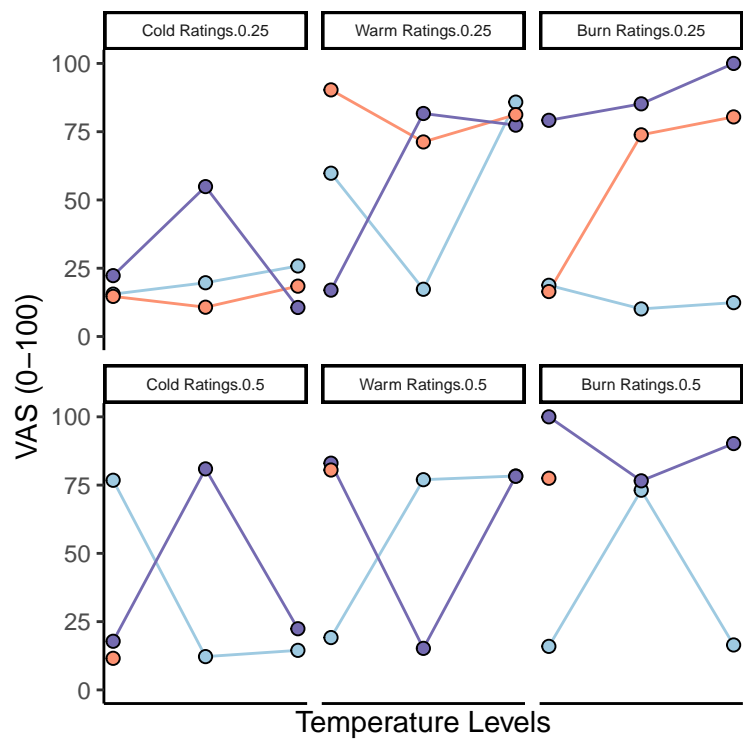 Cold Ratings.0.25
Warm Ratings.0.25
Burn Ratings.0.25
100
75
50
25
0
Cold Ratings.0.5
Warm Ratings.0.5
Burn Ratings.0.5
100
75
50
25
0
VAS (0−100)
Temperature Levels